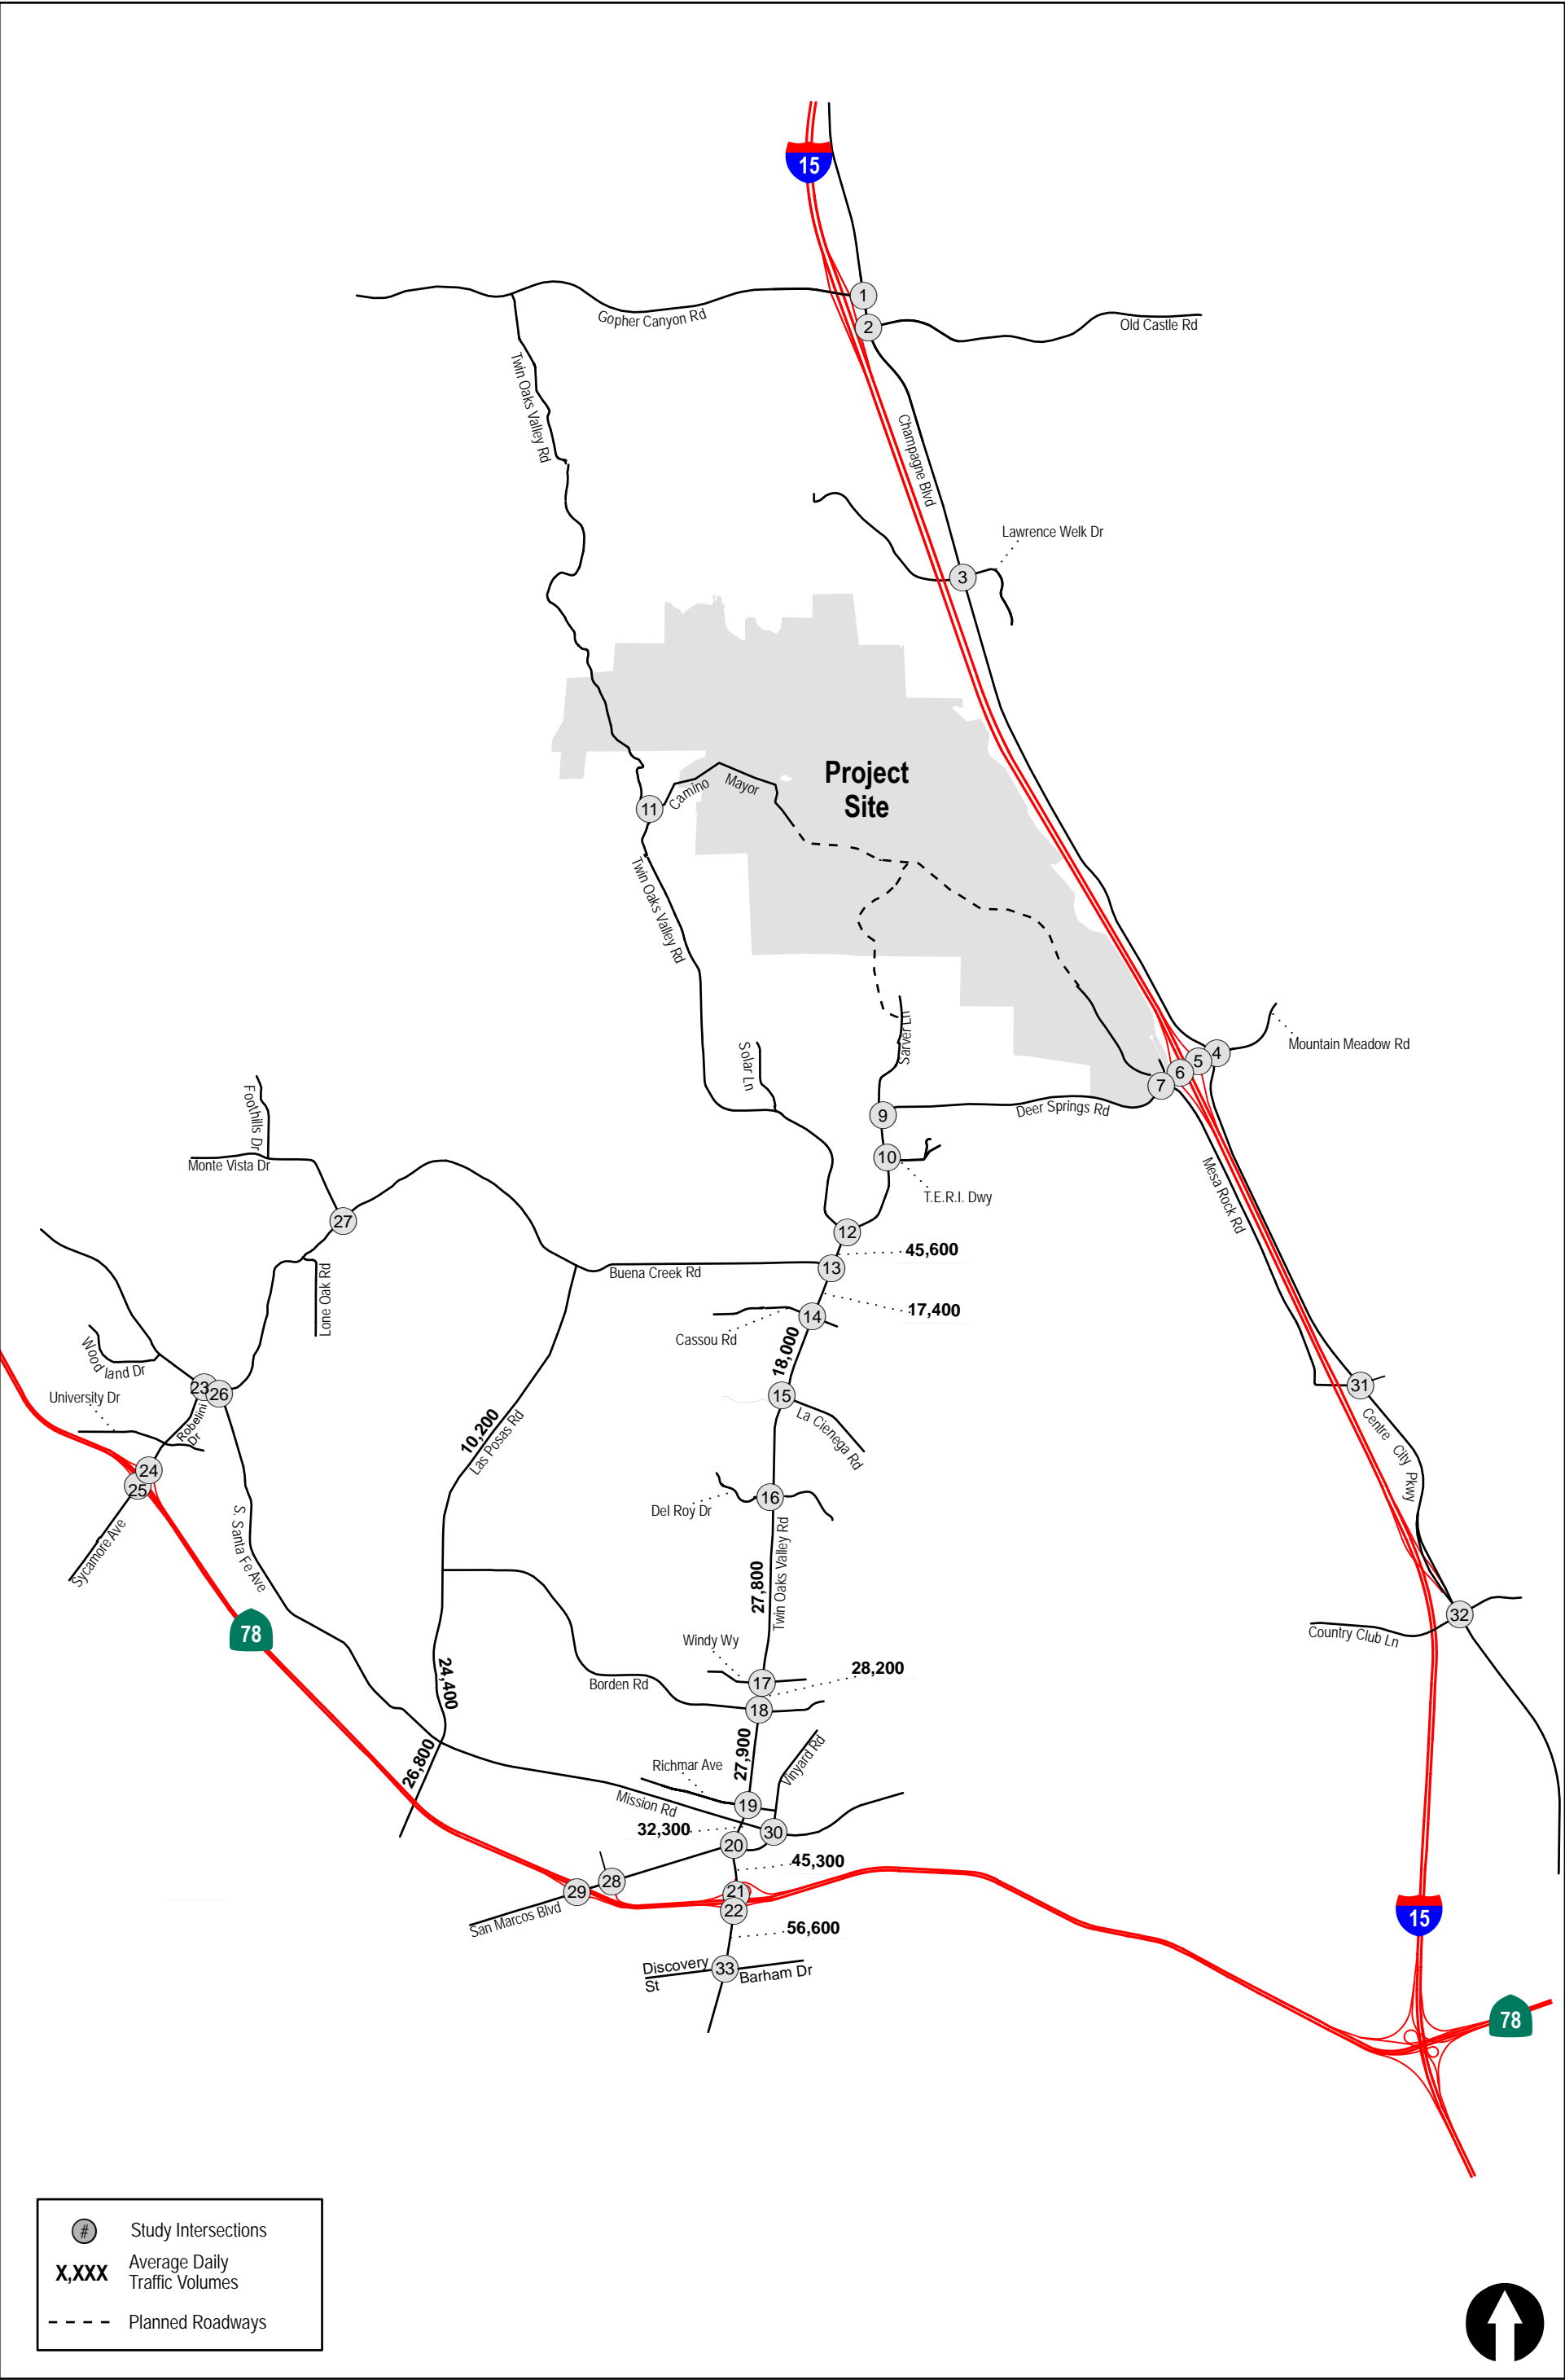 15
1
Gopher Canyon Rd
2
Old Castle Rd
Twin Oaks Valley Rd
Champagne Blvd
Lawrence Welk Dr
3
Project
Site
Camino Mayor
11
Twin Oaks Valley Rd
Sarver Ln
Solar Ln
4
5
6
7
Mountain Meadow Rd
Foothills Dr
9
Deer Springs Rd
Monte Vista Dr
10
T.E.R.I. Dwy
Mesa Rock Rd
27
12
45,600
Buena Creek Rd
13
Lone Oak Rd
17,400
14
Cassou Rd
18,000
Woodland Dr
23
26
University Dr
Robelini
Dr
15
La Cienega Rd
31
Centre City Pkwy
10,200
Las Posas Rd
24
25
Sycamore Ave
S. Santa Fe Ave
16
Del Roy Dr
27,800
Twin Oaks Valley Rd
78
32
Country Club Ln
Windy Wy
17
28,200
24,400
Borden Rd
18
27,900
Vinyard Rd
26,800
Richmar Ave
19
Mission Rd
32,300
30
20
45,300
28
29
21
22
San Marcos Blvd
56,600
15
Discovery
St
33
Barham Dr
78
# Study Intersections
X,XXX Average Daily
Traffic Volumes
Planned Roadways